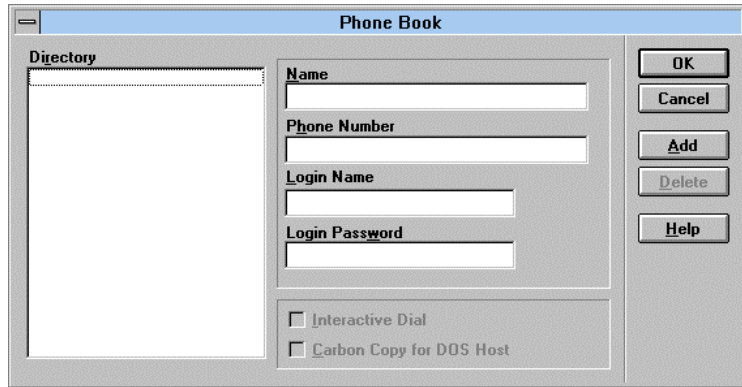 Phone Book
Directory
Name
Phone Number
Login Name
Login Password
Interactive Dial
Carbon Copy for DOS Host
OK
Cancel
Add
Delete
Help